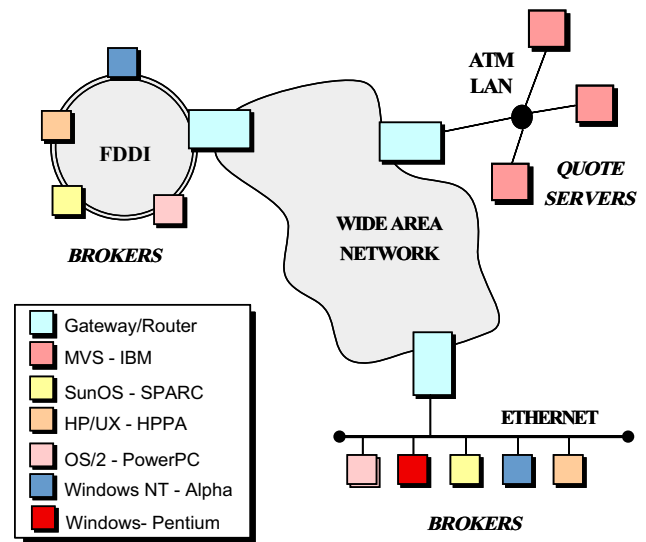 ATM
LAN
FDDI
QUOTE
SERVERS
WIDE AREA
NETWORK
BROKERS
Gateway/Router
MVS - IBM
SunOS - SPARC
HP/UX - HPPA
OS/2 - PowerPC
Windows NT - Alpha
Windows- Pentium
ETHERNET
BROKERS